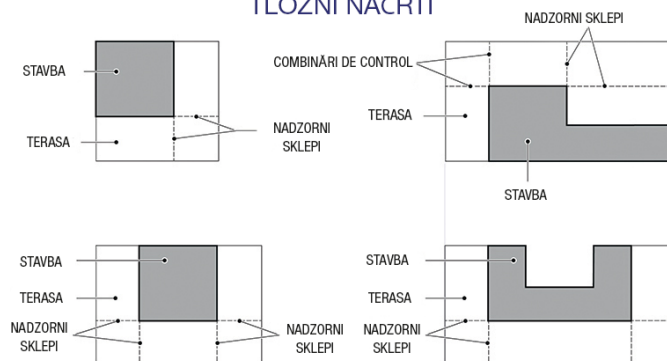 TLOZNI NACRTI
STAVBA
TERASA
NADZORNI
SKLEPI
NADZORNI SKLEPI
COMBINĂRI DE CONTROL
TERASA
STAVBA
STAVBA
TERASA
NADZORNI
SKLEPI
NADZORNI
SKLEPI
STAVBA
TERASA
NADZORNI
SKLEPI